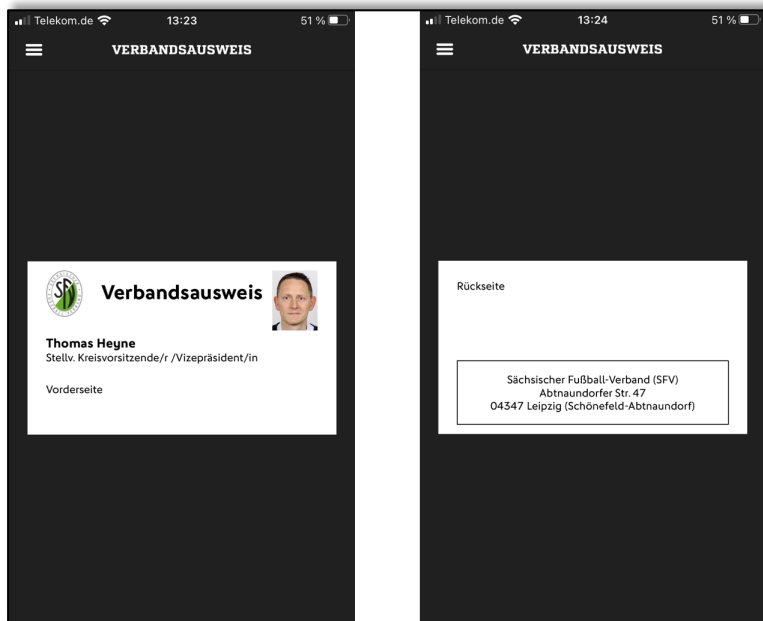 Telekom.de 13:23 51 %
VERBANDSAUSWEIS
SFV
Verbandsausweis
Thomas Heyne
Stellv. Kreisvorsitzende/r /Vizepräsident/in
Vorderseite
Telekom.de 13:24 51 %
VERBANDSAUSWEIS
Rückseite
Sächsischer Fußball-Verband (SFV)
Abtnaundorfer Str. 47
04347 Leipzig (Schönefeld-Abtnaundorf)